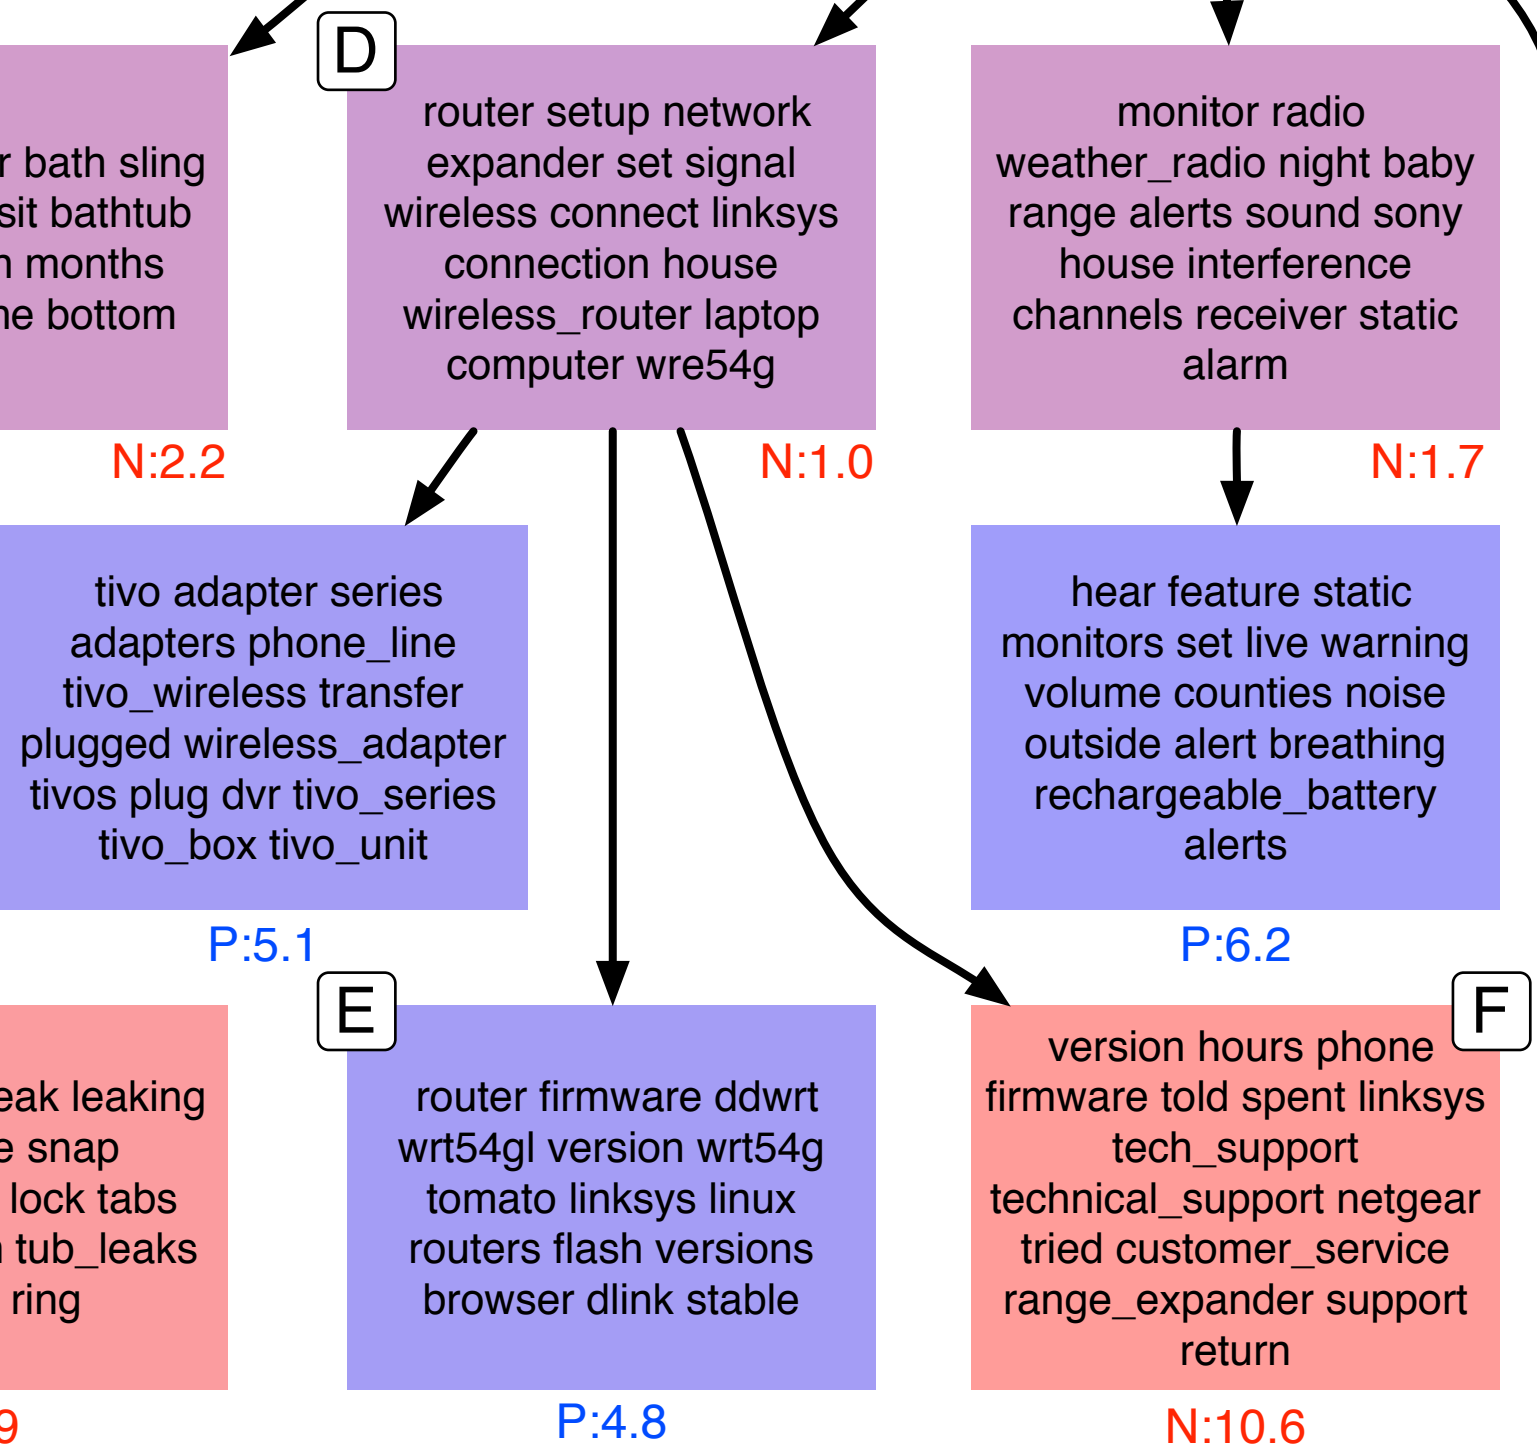 r bath sling
sit bathtub
months
bottom
N:2.2
D
router setup network
expander set signal
wireless connect linksys
connection house
wireless_router laptop
computer wre54g
N:1.0
monitor radio
weather_radio night baby
range alerts sound sony
house interference
channels receiver static
alarm
N:1.7
tivo adapter series
adapters phone_line
tivo_wireless transfer
plugged wireless_adapter
tivos plug dvr tivo_series
tivo_box tivo_unit
P:5.1
hear feature static
monitors set live warning
volume counties noise
outside alert breathing
rechargeable_battery
alerts
P:6.2
eak leaking
e snap
lock tabs
tub_leaks
ring
9
E
router firmware ddwrt
wrt54gl version wrt54g
tomato linksys linux
routers flash versions
browser dlink stable
P:4.8
F
version hours phone
firmware told spent linksys
tech_support
technical_support netgear
tried customer_service
range_expander support
return
N:10.6